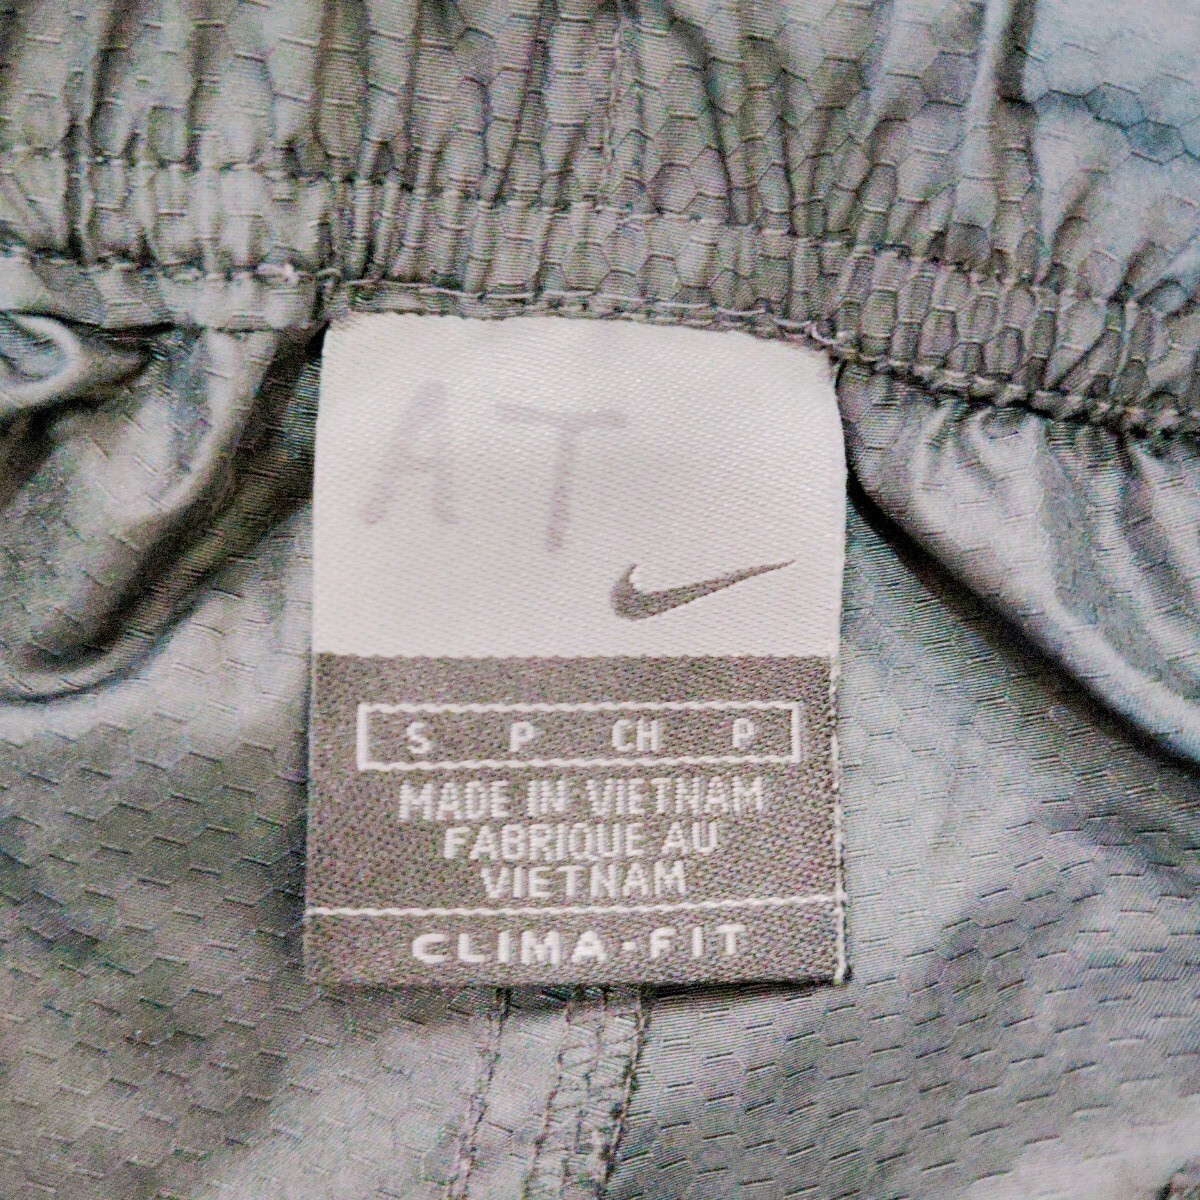 AT
S P CH P
MADE IN VIETNAM
FABRIQUE AU
VIETNAM
CLIMA-FIT